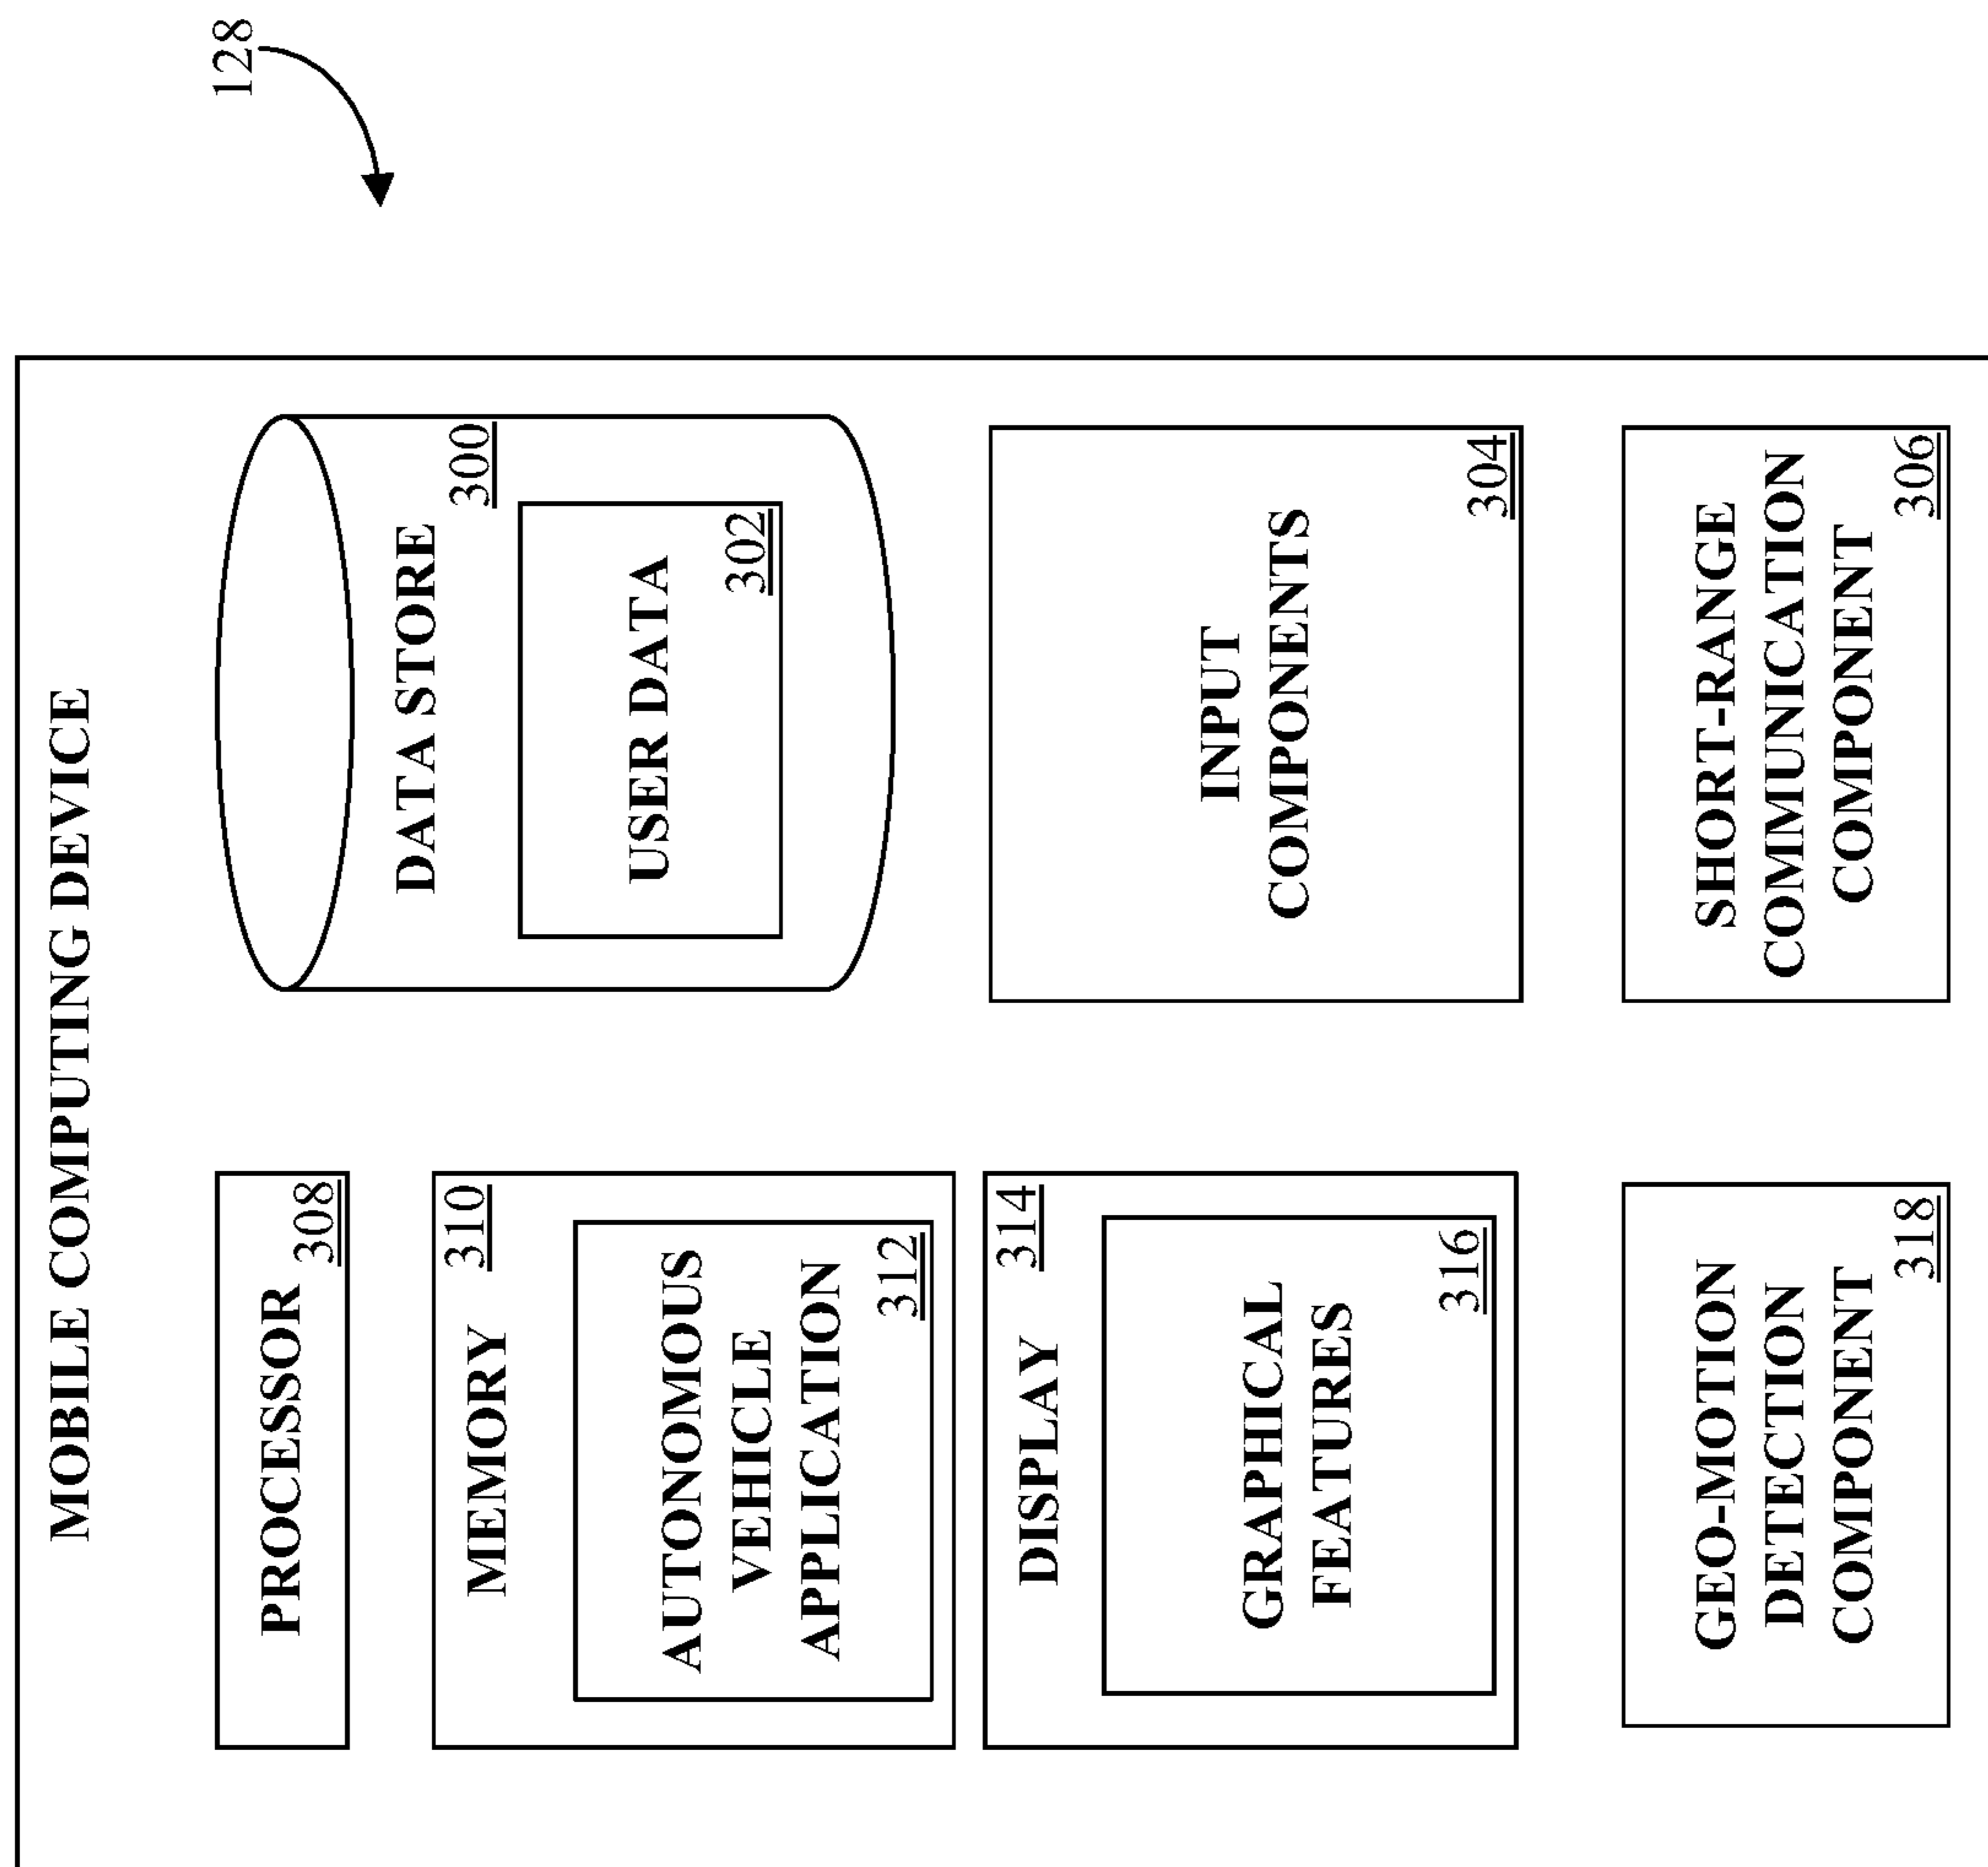 128
MOBILE COMPUTING DEVICE
PROCESSOR
308
MEMORY
310
AUTONOMOUS
VEHICLE
APPLICATION
312
DISPLAY
314
GRAPHICAL
FEATURES
316
GEO-MOTION
DETECTION
COMPONENT
318
DATA STORE
300
USER DATA
302
INPUT
COMPONENTS
304
SHORT-RANGE
COMMUNICATION
COMPONENT
306